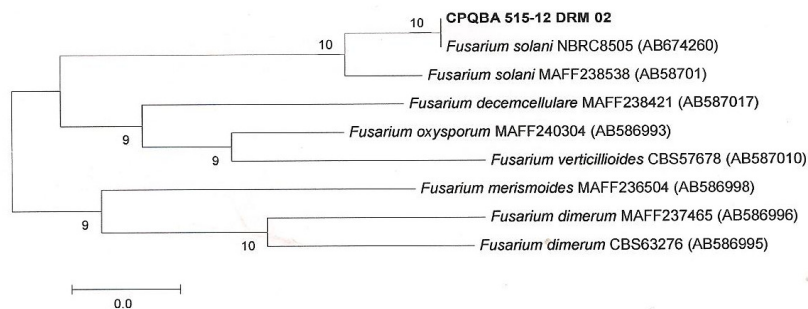 10 CPQBA 515-12 DRM 02
10 Fusarium solani NBRC8505 (AB674260)
Fusarium solani MAFF238538 (AB58701)
Fusarium decemcellulare MAFF238421 (AB587017)
9 Fusarium oxysporum MAFF240304 (AB586993)
9 Fusarium verticillioides CBS57678 (AB587010)
Fusarium merismoides MAFF236504 (AB586998)
9 Fusarium dimerum MAFF237465 (AB586996)
10 Fusarium dimerum CBS63276 (AB586995)
0.0